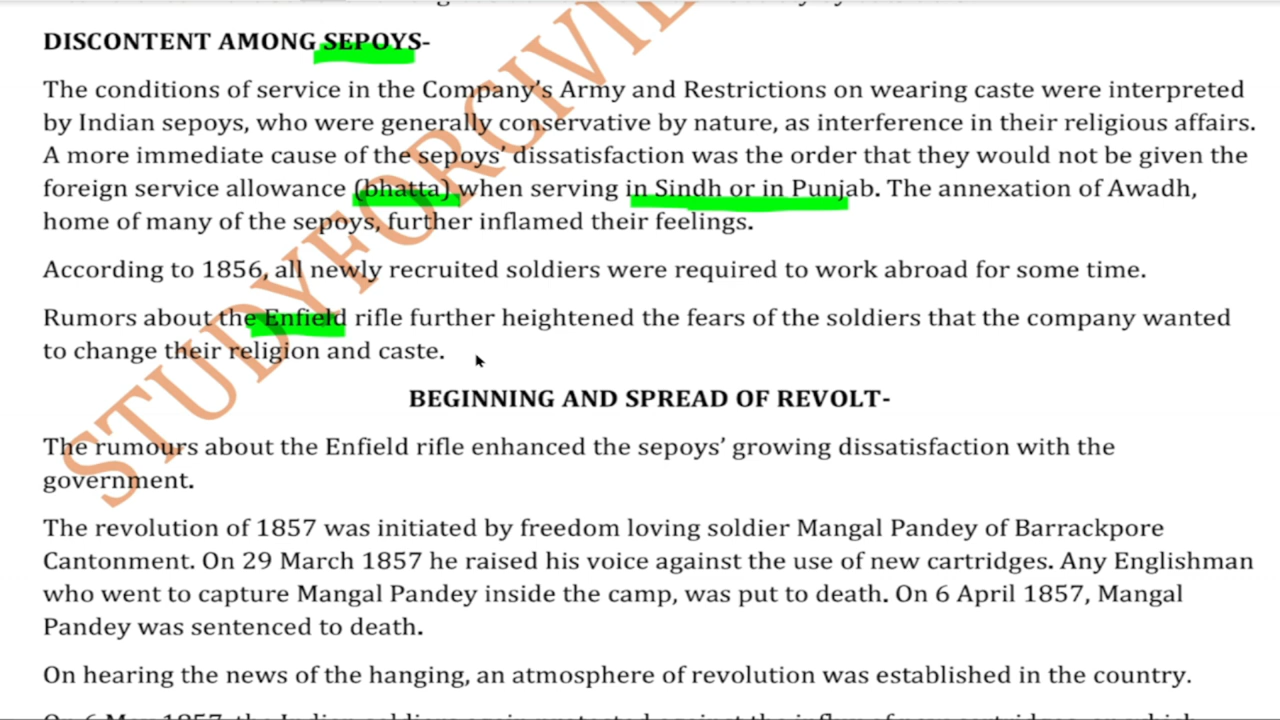 DISCONTENT AMONG SEPOYS-
The conditions of service in the Company's Army and Restrictions on wearing caste were interpreted
by Indian sepoys, who were generally conservative by nature, as interference in their religious affairs.
A more immediate cause of the sepoys' dissatisfaction was the order that they would not be given the
foreign service allowance (bhatta) when serving in Sindh or in Punjab. The annexation of Awadh,
home of many of the sepoys, further inflamed their feelings.
According to 1856, all newly recruited soldiers were required to work abroad for some time.
Rumors about the Enfield rifle further heightened the fears of the soldiers that the company wanted
to change their religion and caste.
BEGINNING AND SPREAD OF REVOLT-
The rumours about the Enfield rifle enhanced the sepoys' growing dissatisfaction with the
government.
The revolution of 1857 was initiated by freedom loving soldier Mangal Pandey of Barrackpore
Cantonment. On 29 March 1857 he raised his voice against the use of new cartridges. Any Englishman
who went to capture Mangal Pandey inside the camp, was put to death. On 6 April 1857, Mangal
Pandey was sentenced to death.
On hearing the news of the hanging, an atmosphere of revolution was established in the country.
STUDYFORCIVIL